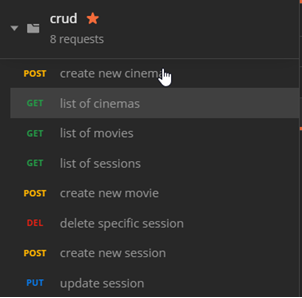 crud
8 requests
POST create new cinema
GET list of cinemas
GET list of movies
GET list of sessions
POST create new movie
DEL delete specific session
POST create new session
PUT update session